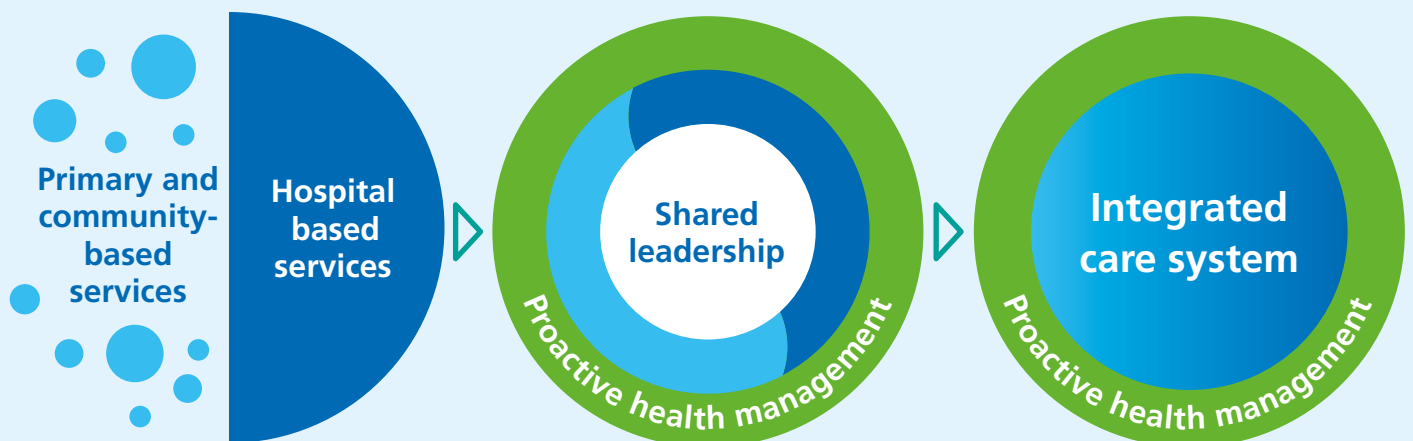 Primary and
community-
based
services
Hospital
based
services
Shared
leadership
Proactive health management
Integrated
care system
Proactive health management